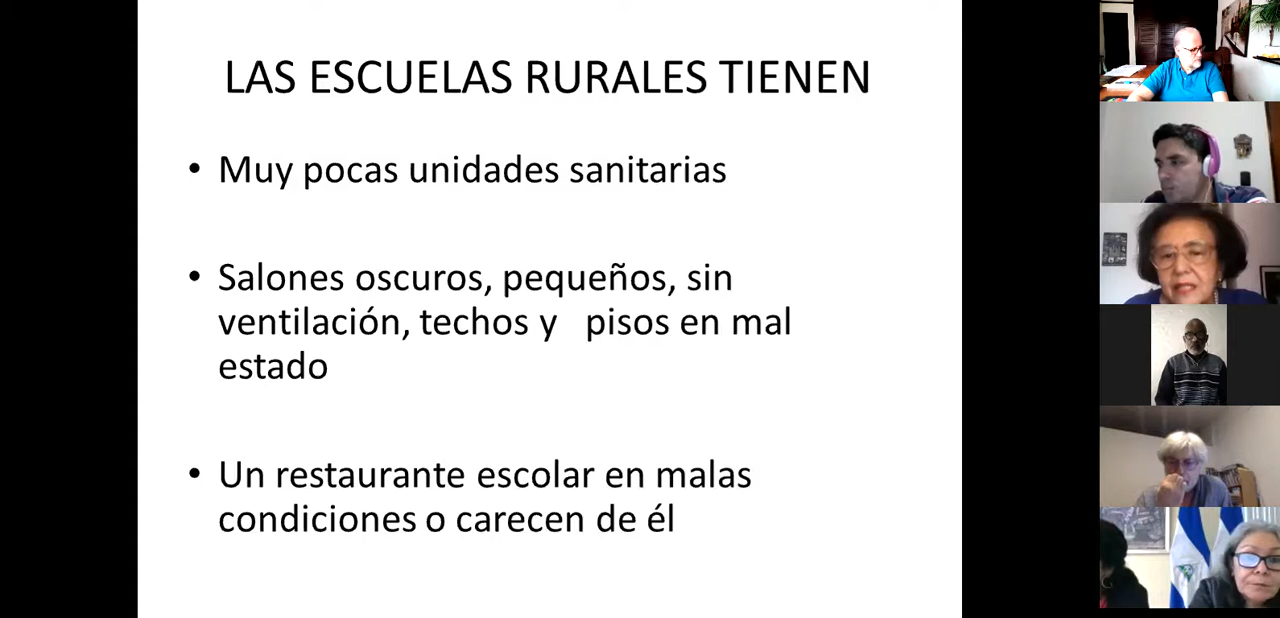 LAS ESCUELAS RURALES TIENEN
• Muy pocas unidades sanitarias
• Salones oscuros, pequeños, sin
ventilación, techos y   pisos en mal
estado
• Un restaurante escolar en malas
condiciones o carecen de él